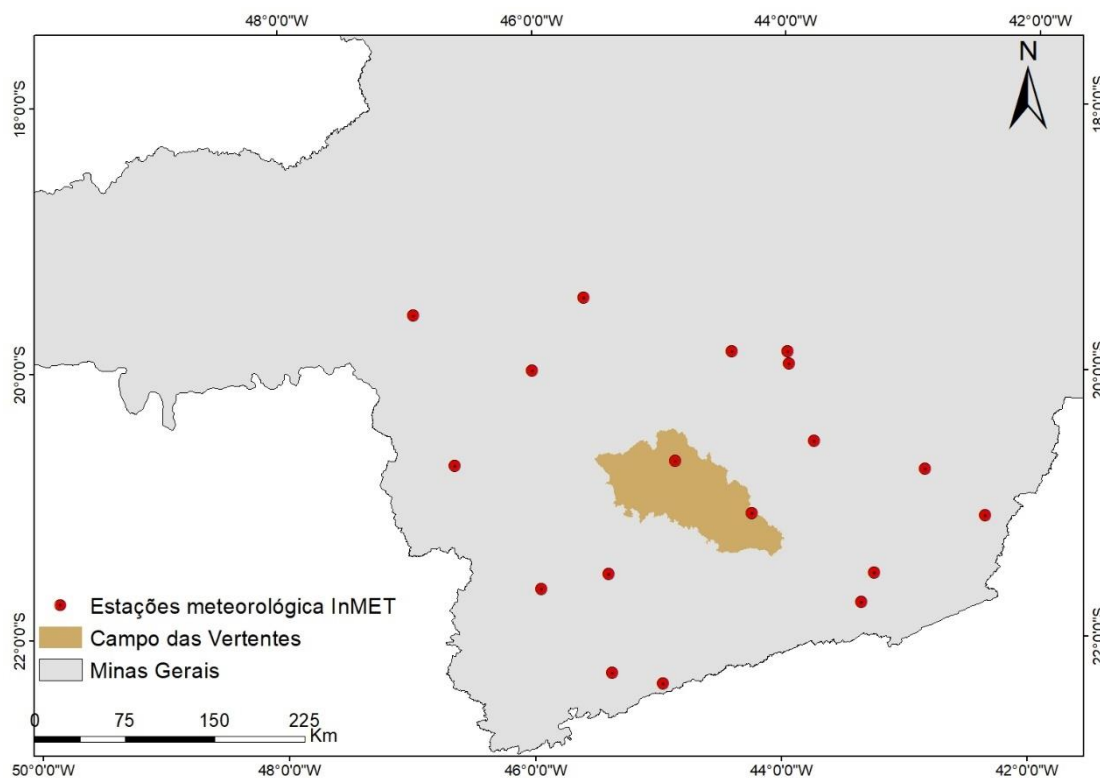 48°0'0"W 46°0'0"W 44°0'0"W 42°0'0"W
N
18°0'0"S 18°0'0"S
20°0'0"S 20°0'0"S
22°0'0"S 22°0'0"S
Estações meteorológica InMET
Campo das Vertentes
Minas Gerais
0 75 150 225
Km
50°0'0"W 48°0'0"W 46°0'0"W 44°0'0"W 42°0'0"W